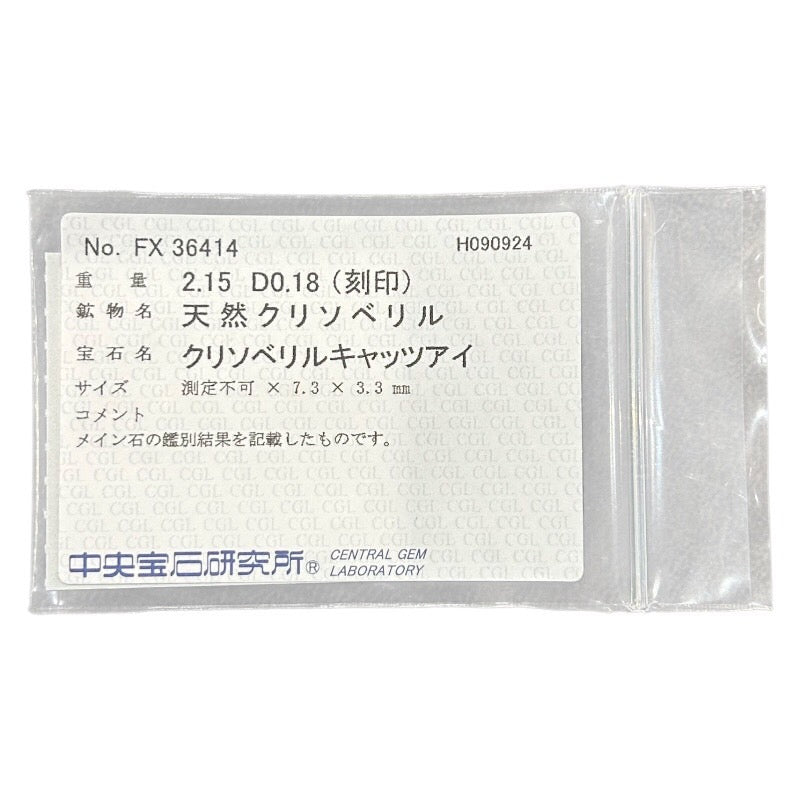 No. FX 36414 H090924
重量 2.15 D0.18 (刻印)
鉱物名 天然クリソベリル
宝石名 クリソベリルキャッツアイ
サイズ 測定不可 × 7.3 × 3.3 mm
コメント
メイン石の鑑別結果を記載したものです。
中央宝石研究所® CENTRAL GEM
LABORATORY